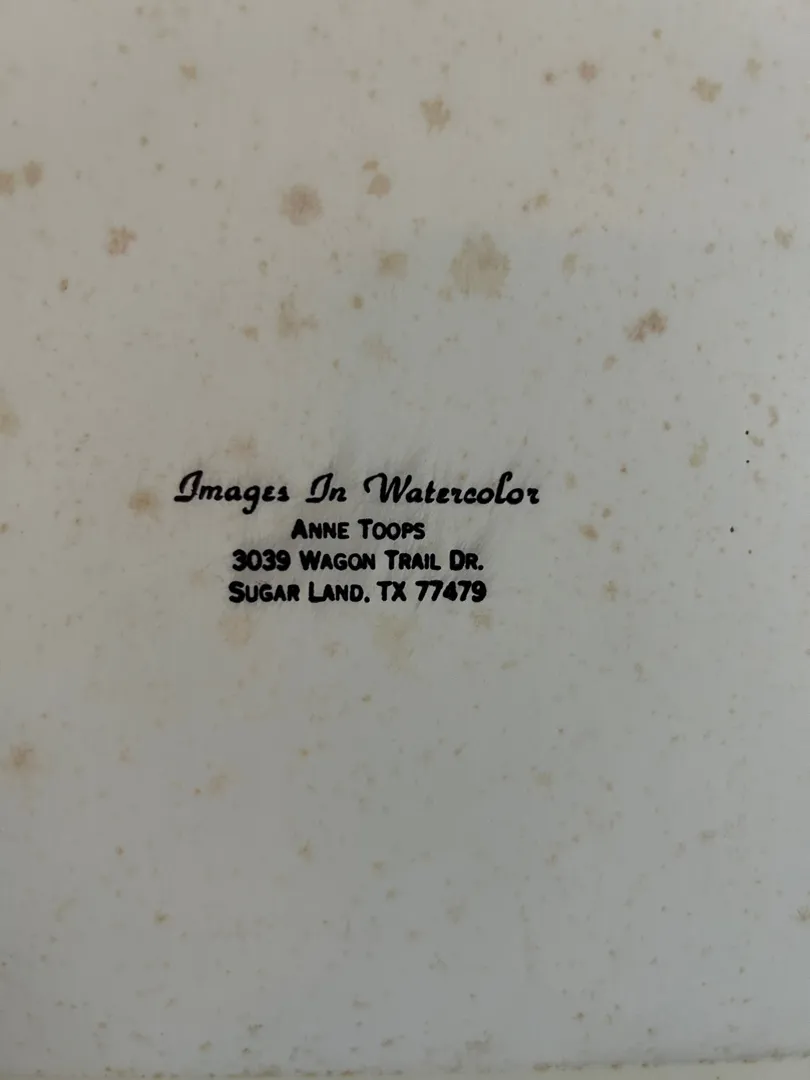 Images In Watercolor
ANNE TOOPS
3039 WAGON TRAIL DR.
SUGAR LAND. TX 77479